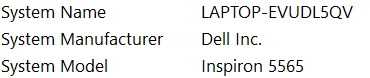 System Name LAPTOP-EVUDL5QV
System Manufacturer Dell Inc.
System Model Inspiron 5565